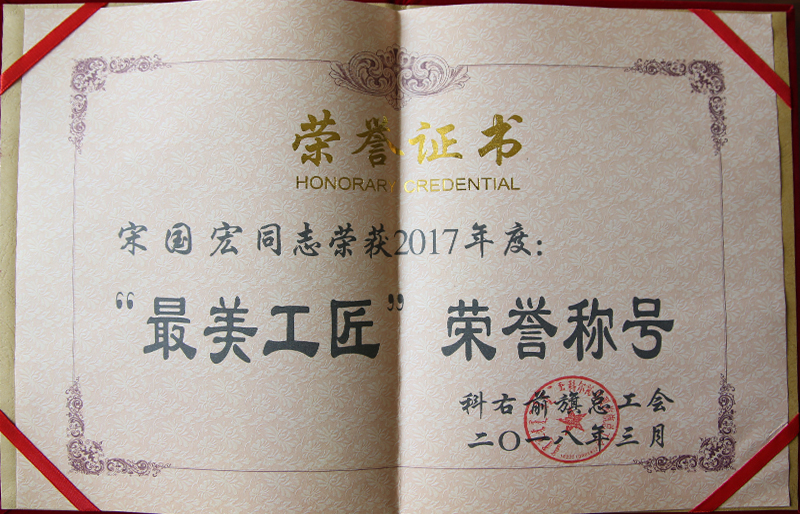 荣誉证书
HONORARY CREDENTIAL
宋国宏同志荣获2017年度：
“最美工匠”荣誉称号
科右前旗总工会
二〇一八年三月